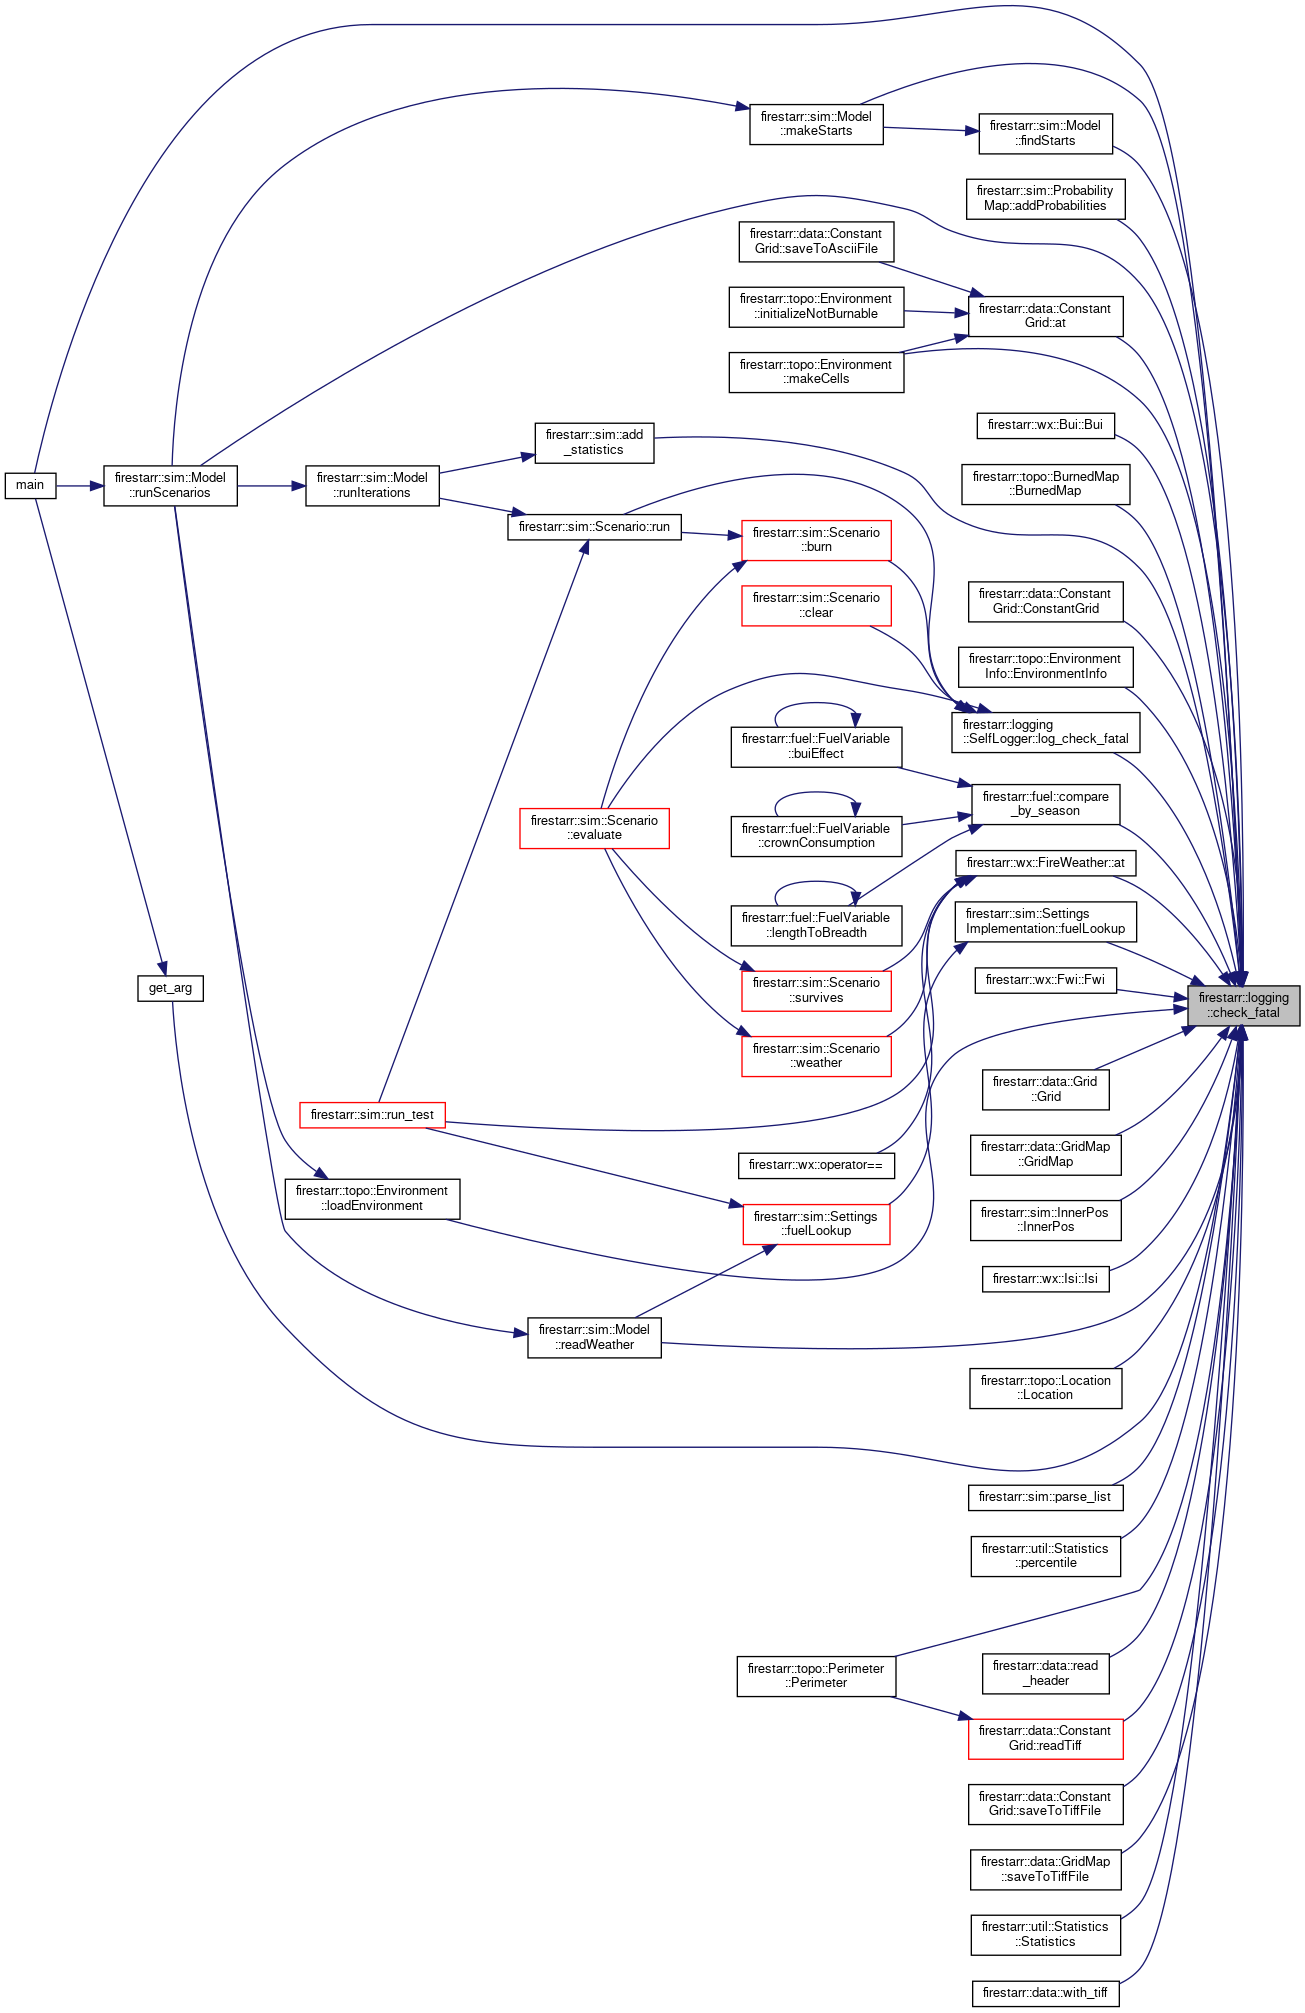 firestarr::sim::Model
::makeStarts
firestarr::sim::Model
::findStarts
firestarr::sim::Probability
Map::addProbabilities
firestarr::data::Constant
Grid::saveToAsciiFile
firestarr::topo::Environment
::initializeNotBurnable
firestarr::data::Constant
Grid::at
firestarr::topo::Environment
::makeCells
firestarr::wx::Bui::Bui
firestarr::sim::add
_statistics
main
firestarr::sim::Model
::runScenarios
firestarr::sim::Model
::runIterations
firestarr::topo::BurnedMap
::BurnedMap
firestarr::sim::Scenario::run
firestarr::sim::Scenario
::burn
firestarr::sim::Scenario
::clear
firestarr::data::Constant
Grid::ConstantGrid
firestarr::topo::Environment
Info::EnvironmentInfo
firestarr::logging
::SelfLogger::log_check_fatal
firestarr::fuel::FuelVariable
::buiEffect
firestarr::fuel::compare
_by_season
firestarr::sim::Scenario
::evaluate
firestarr::fuel::FuelVariable
::crownConsumption
firestarr::wx::FireWeather::at
firestarr::fuel::FuelVariable
::lengthToBreadth
firestarr::sim::Settings
Implementation::fuelLookup
get_arg
firestarr::sim::Scenario
::survives
firestarr::wx::Fwi::Fwi
firestarr::logging
::check_fatal
firestarr::sim::Scenario
::weather
firestarr::data::Grid
::Grid
firestarr::sim::run_test
firestarr::data::GridMap
::GridMap
firestarr::wx::operator==
firestarr::topo::Environment
::loadEnvironment
firestarr::sim::Settings
::fuelLookup
firestarr::sim::InnerPos
::InnerPos
firestarr::wx::Isi::Isi
firestarr::sim::Model
::readWeather
firestarr::topo::Location
::Location
firestarr::sim::parse_list
firestarr::util::Statistics
::percentile
firestarr::topo::Perimeter
::Perimeter
firestarr::data::read
_header
firestarr::data::Constant
Grid::readTiff
firestarr::data::Constant
Grid::saveToTiffFile
firestarr::data::GridMap
::saveToTiffFile
firestarr::util::Statistics
::Statistics
firestarr::data::with_tiff